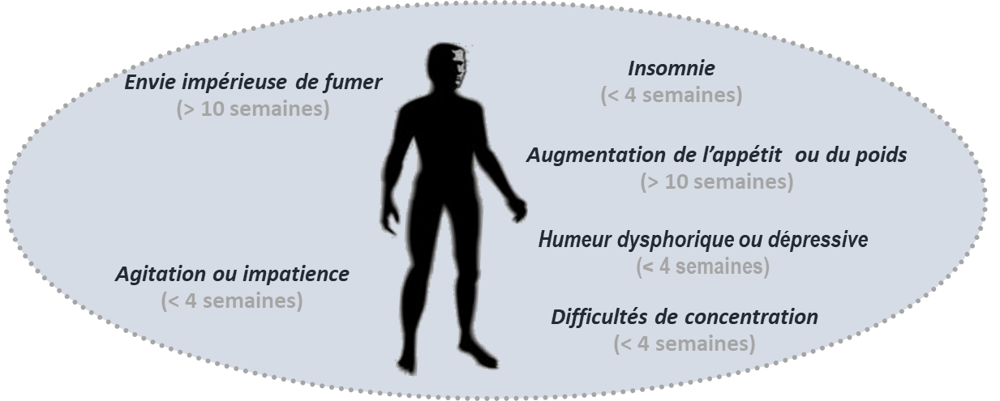 Envie impérieuse de fumer
(> 10 semaines)
Agitation ou impatience
(< 4 semaines)
Insomnie
(< 4 semaines)
Augmentation de l’appétit ou du poids
(> 10 semaines)
Humeur dysphorique ou dépressive
(< 4 semaines)
Difficultés de concentration
(< 4 semaines)